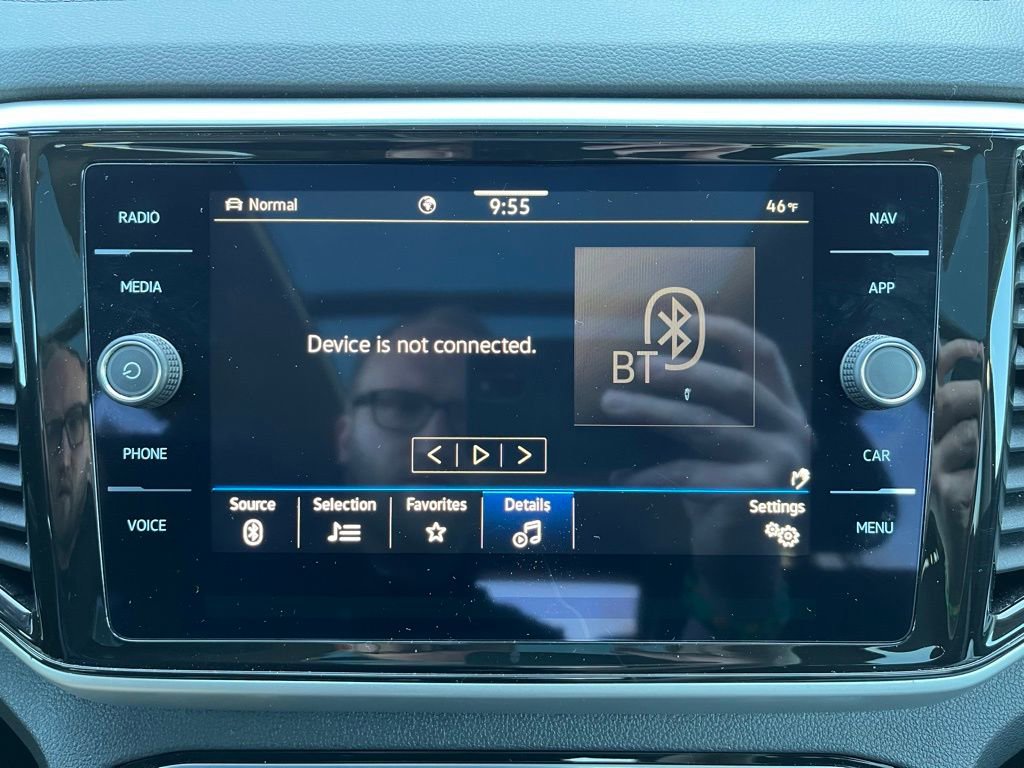 RADIO
MEDIA
PHONE
VOICE
Normal
9:55
46°F
Device is not connected.
BT
Source
Selection
Favorites
Details
Settings
NAV
APP
CAR
MENU